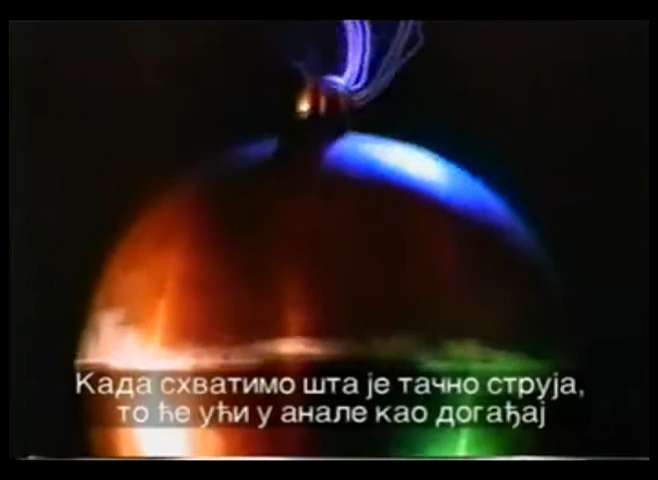 Када схватимо шта је тачно струја,
то ће ући у анале као догађај